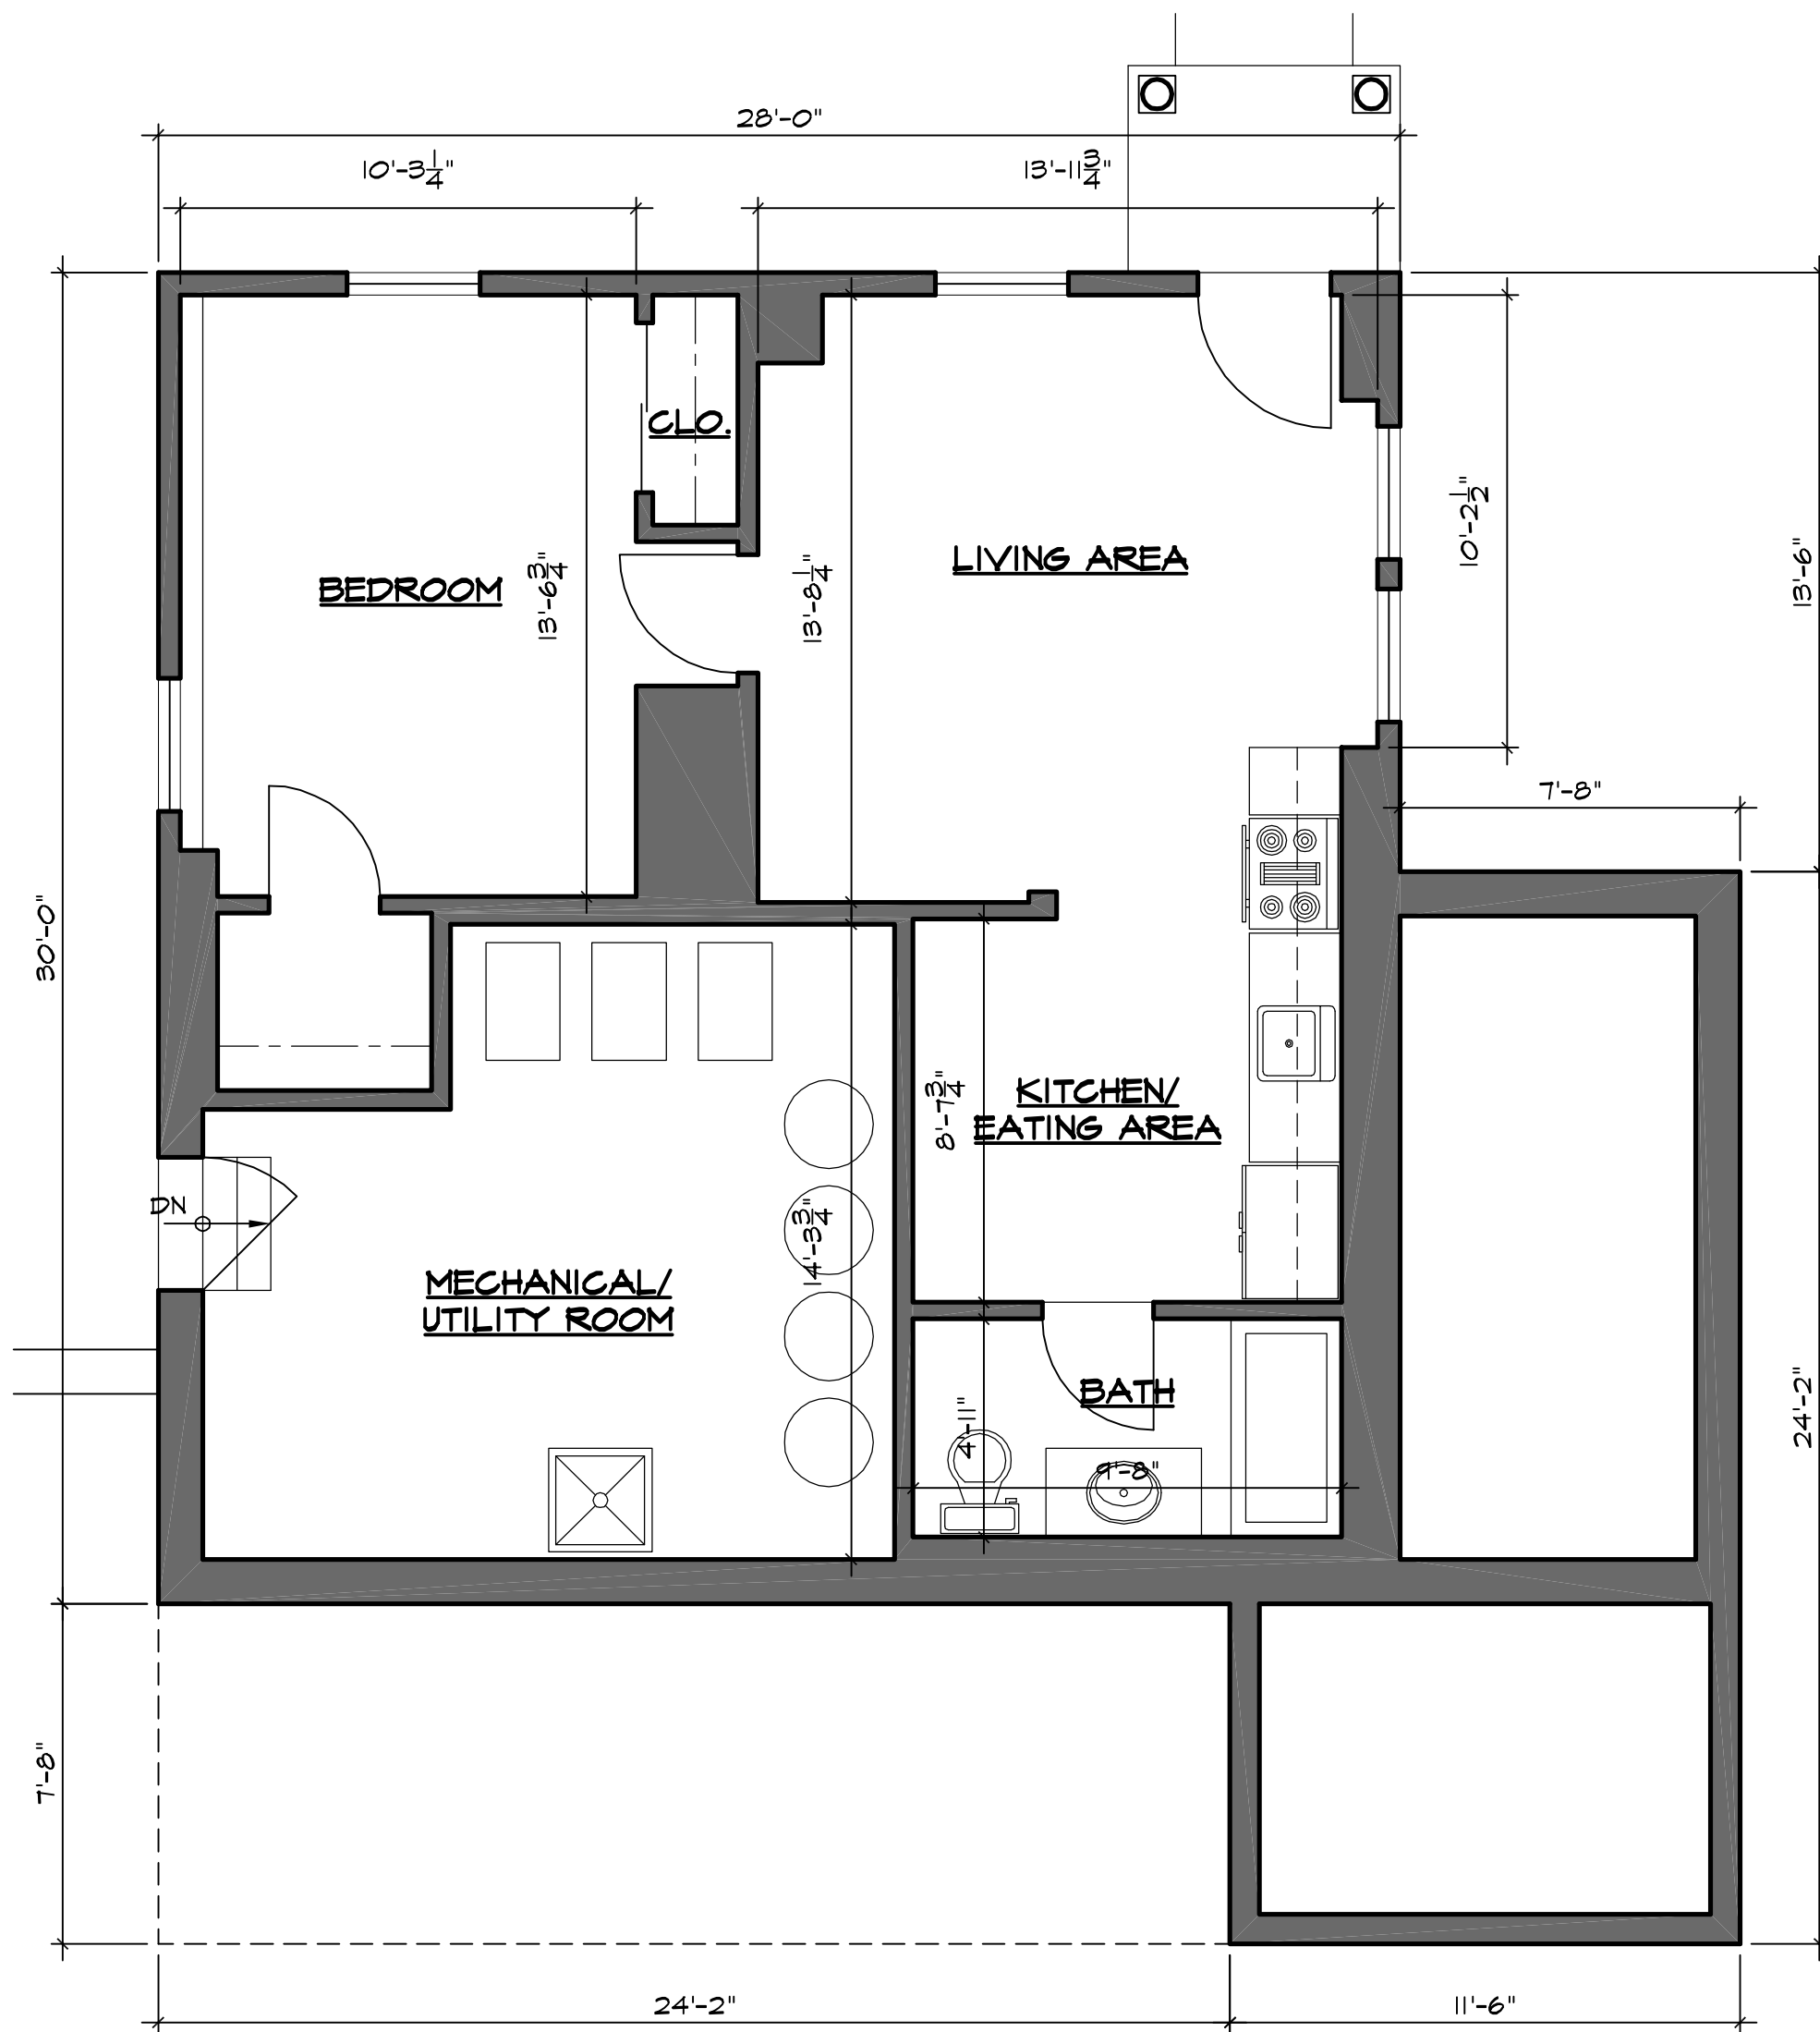 28'-0"
10'-3 1/4"
13'-11 3/4"
CLO.
10'-2 1/2"
13'-6"
LIVING AREA
BEDROOM
13'-6 3/4"
13'-8 1/4"
7'-8"
30'-0"
8'-7 3/4"
KITCHEN/
EATING AREA
DN
14'-3 3/4"
MECHANICAL/
UTILITY ROOM
BATH
4'-11"
9'-8"
24'-2"
7'-8"
24'-2"
11'-6"